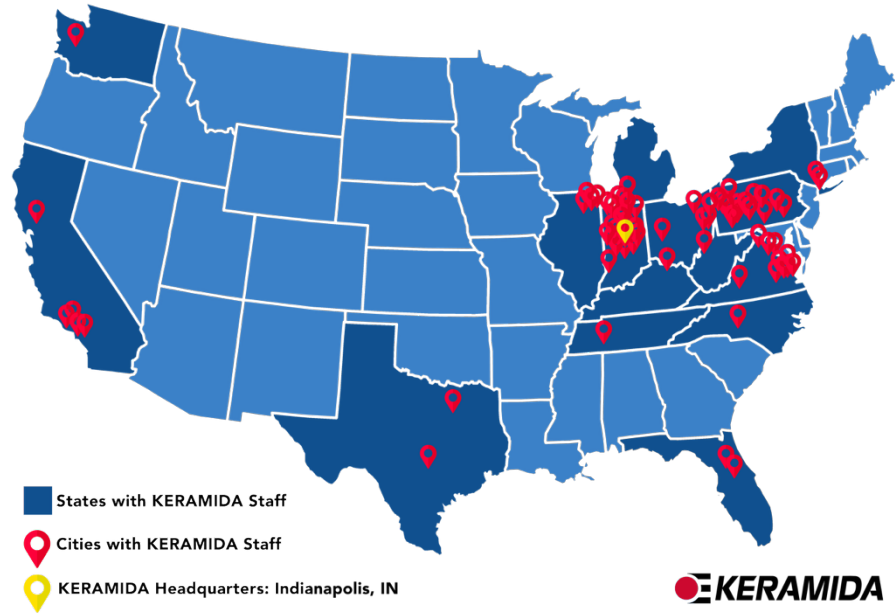 States with KERAMIDA Staff
Cities with KERAMIDA Staff
KERAMIDA Headquarters: Indianapolis, IN
KERAMIDA